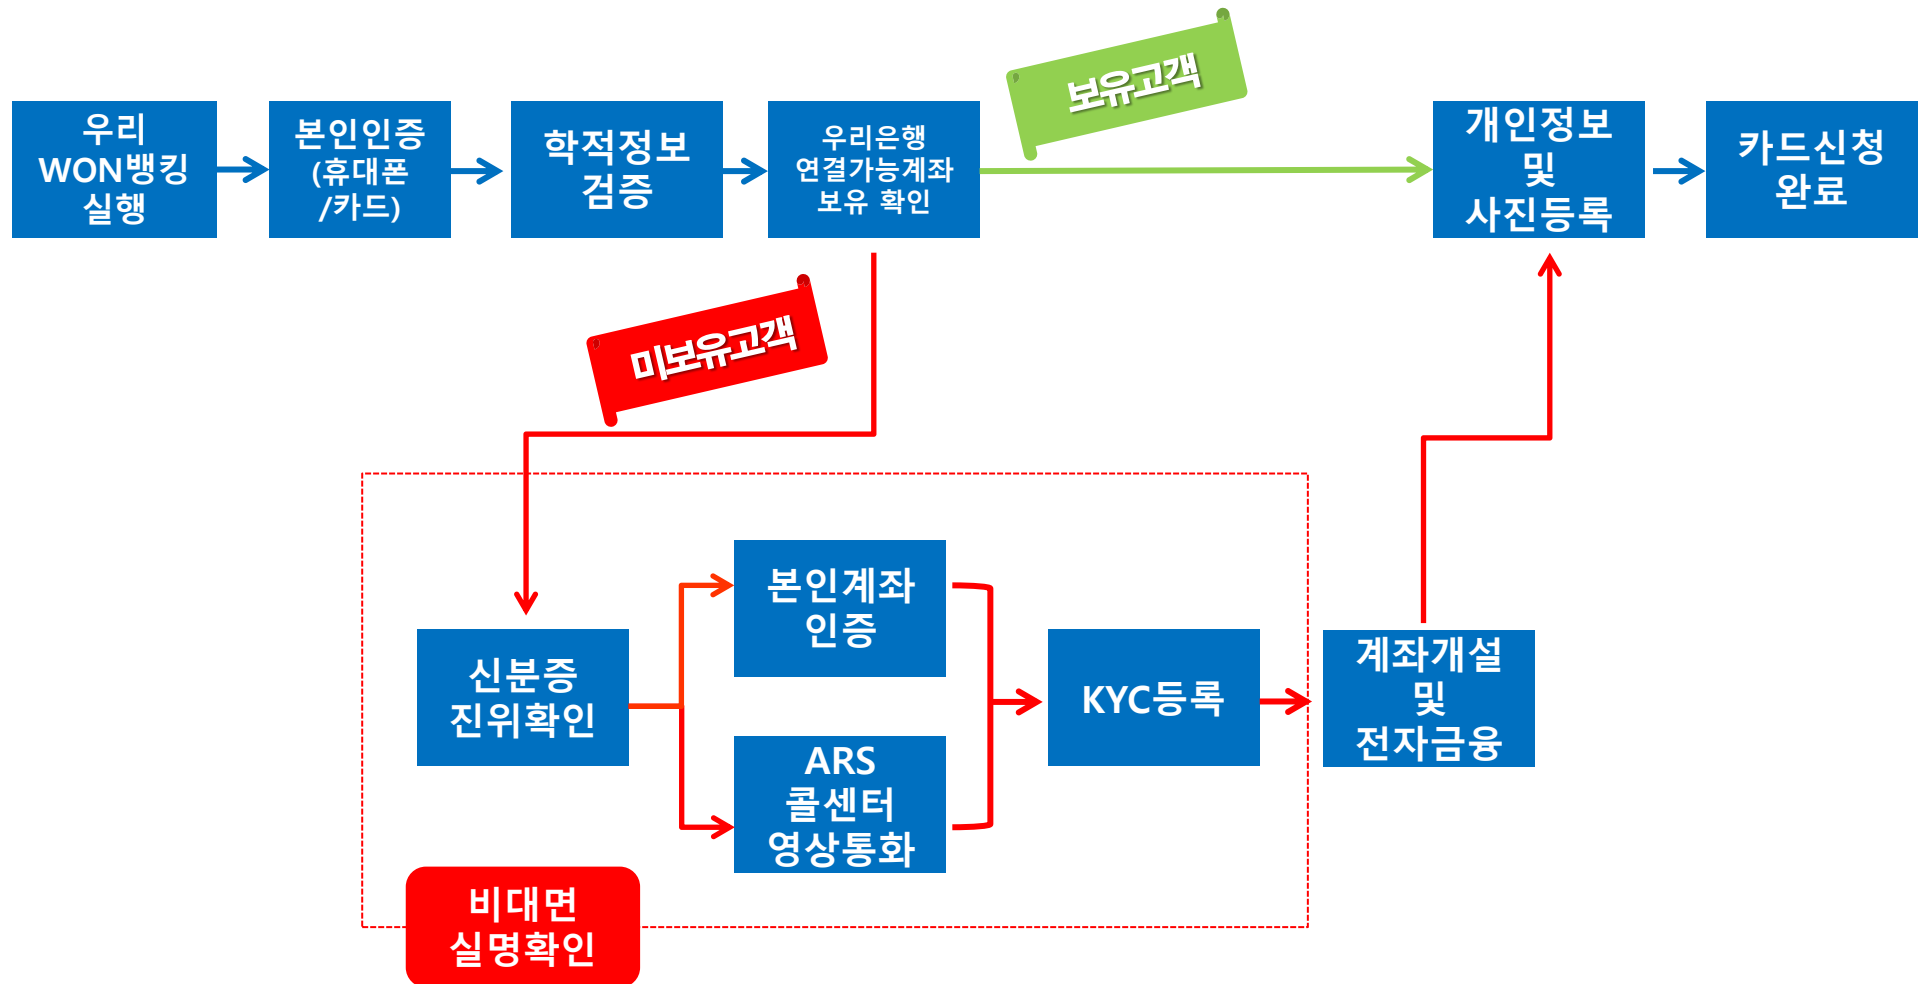 우리
WON뱅킹
실행
본인인증
(휴대폰
/카드)
학적정보
검증
우리은행
연결가능계좌
보유 확인
보유고객
개인정보
및
사진등록
카드신청
완료
미보유고객
신분증
진위확인
본인계좌
인증
ARS
콜센터
영상통화
KYC등록
계좌개설
및
전자금융
비대면
실명확인